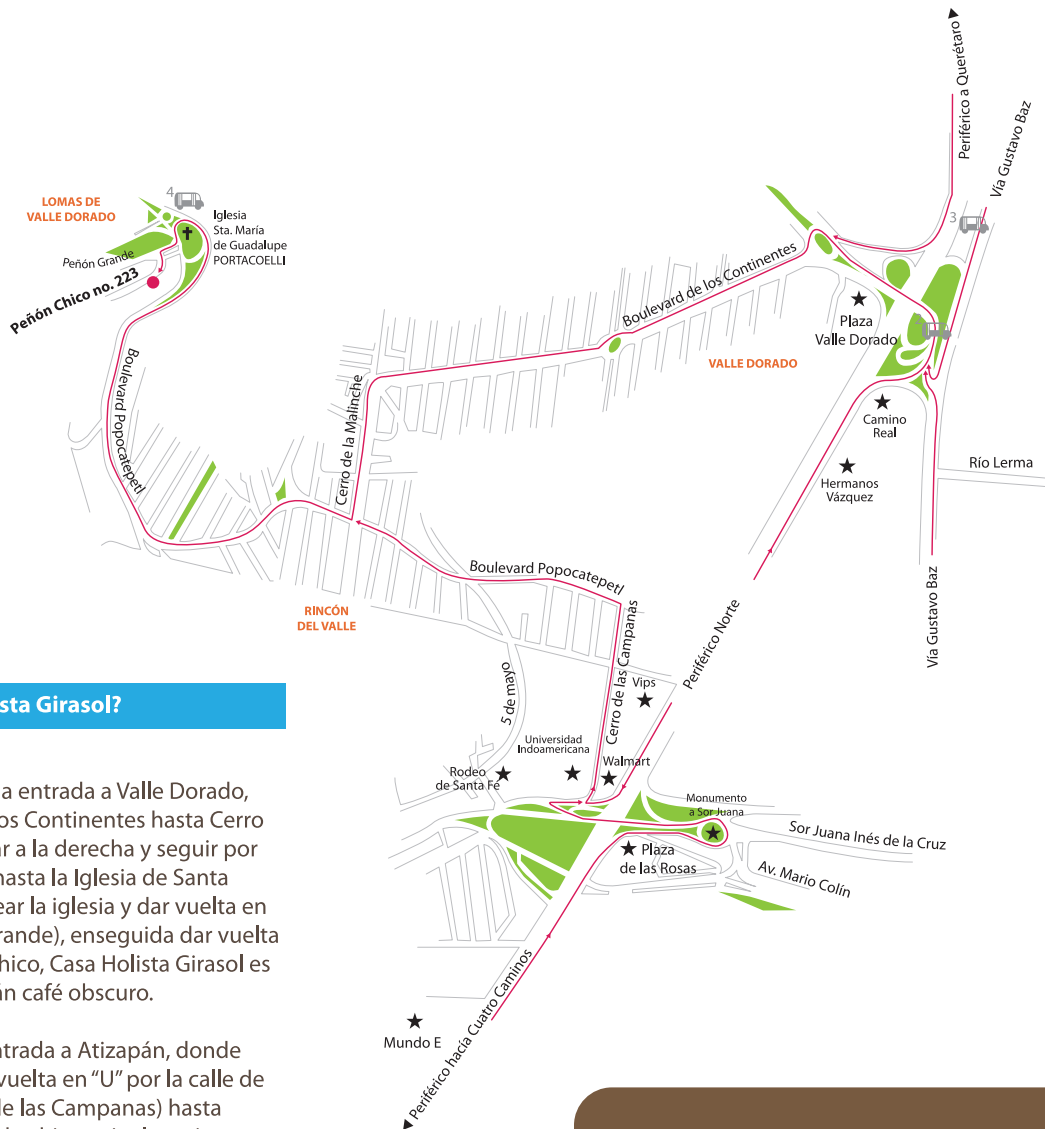 Periférico a Querétaro
Vía Gustavo Baz
3
4
LOMAS DE
VALLE DORADO
Iglesia
Sta. María
de Guadalupe
PORTACOELLI
Peñón Grande
Peñón Chico no. 223
Boulevard de los Continentes
Plaza
Valle Dorado
2
VALLE DORADO
Camino
Real
Boulevard Popocatepetl
Cerro de la Malinche
Hermanos
Vázquez
Río Lerma
Boulevard Popocatepetl
RINCÓN
DEL VALLE
Cerro de las Campanas
Periférico Norte
Vía Gustavo Baz
5 de mayo
Vips
Universidad
Indoamericana
Walmart
Rodeo
de Santa Fé
Monumento
a Sor Juana
Sor Juana Inés de la Cruz
Plaza
de las Rosas
Av. Mario Colín
Mundo E
Periférico hacía Cuatro Caminos
sta Girasol?
a entrada a Valle Dorado,
os Continentes hasta Cerro
ar a la derecha y seguir por
hasta la Iglesia de Santa
ear la iglesia y dar vuelta en
rande), enseguida dar vuelta
hico, Casa Holista Girasol es
án café obscuro.
ntrada a Atizapán, donde
vuelta en “U” por la calle de
de las Campanas) hasta